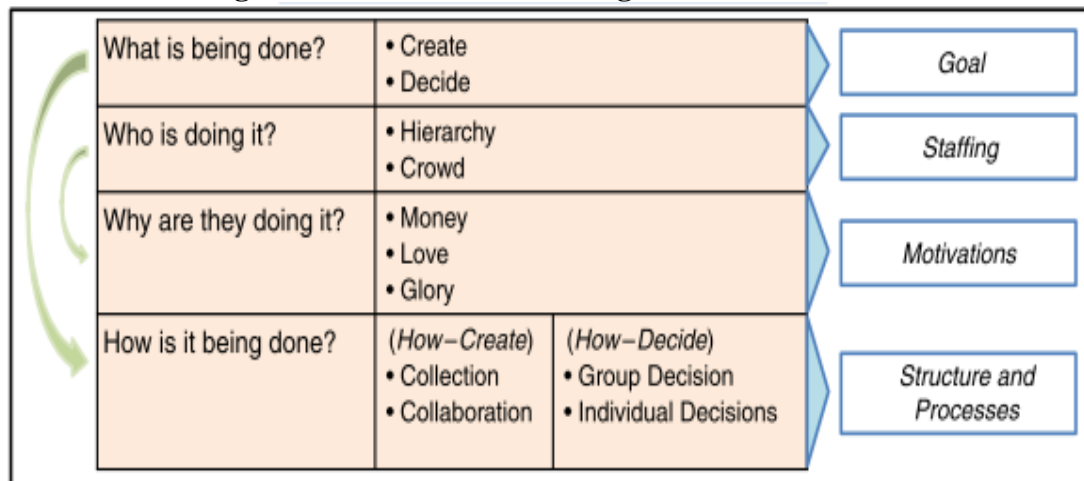 What is being done?
• Create
• Decide
Goal
Who is doing it?
• Hierarchy
• Crowd
Staffing
Why are they doing it?
• Money
• Love
• Glory
Motivations
How is it being done?
(How–Create)
• Collection
• Collaboration
(How–Decide)
• Group Decision
• Individual Decisions
Structure and
Processes